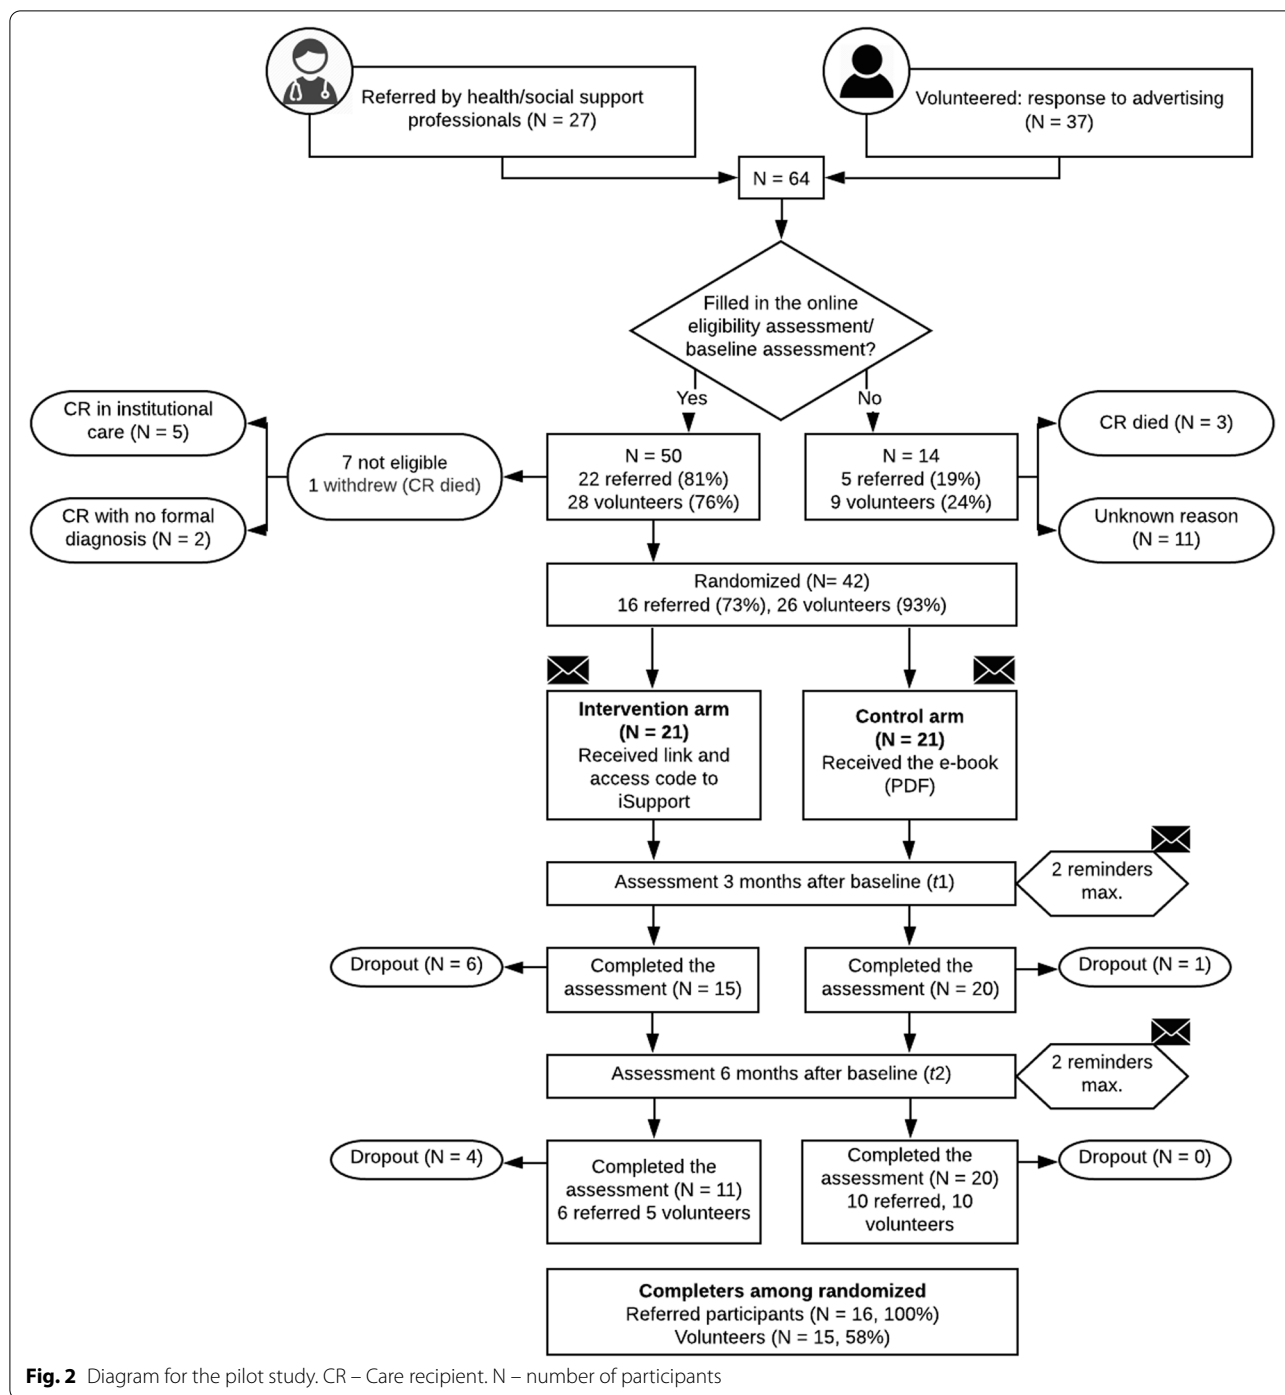 Referred by health/social support
professionals (N = 27)
Volunteered: response to advertising
(N = 37)
N = 64
Filled in the online
eligibility assessment/
baseline assessment?
Yes
No
CR in institutional
care (N = 5)
7 not eligible
1 withdrew (CR died)
CR with no formal
diagnosis (N = 2)
N = 50
22 referred (81%)
28 volunteers (76%)
N = 14
5 referred (19%)
9 volunteers (24%)
CR died (N = 3)
Unknown reason
(N = 11)
Randomized (N= 42)
16 referred (73%), 26 volunteers (93%)
Intervention arm
(N = 21)
Received link and
access code to
iSupport
Control arm
(N = 21)
Received the e-book
(PDF)
Assessment 3 months after baseline (t1)
2 reminders
max.
Dropout (N = 6)
Completed the
assessment (N = 15)
Completed the
assessment (N = 20)
Dropout (N = 1)
Assessment 6 months after baseline (t2)
2 reminders
max.
Dropout (N = 4)
Completed the
assessment (N = 11)
6 referred 5 volunteers
Completed the
assessment (N = 20)
10 referred, 10
volunteers
Dropout (N = 0)
Completers among randomized
Referred participants (N = 16, 100%)
Volunteers (N = 15, 58%)
Fig. 2 Diagram for the pilot study. CR – Care recipient. N – number of participants